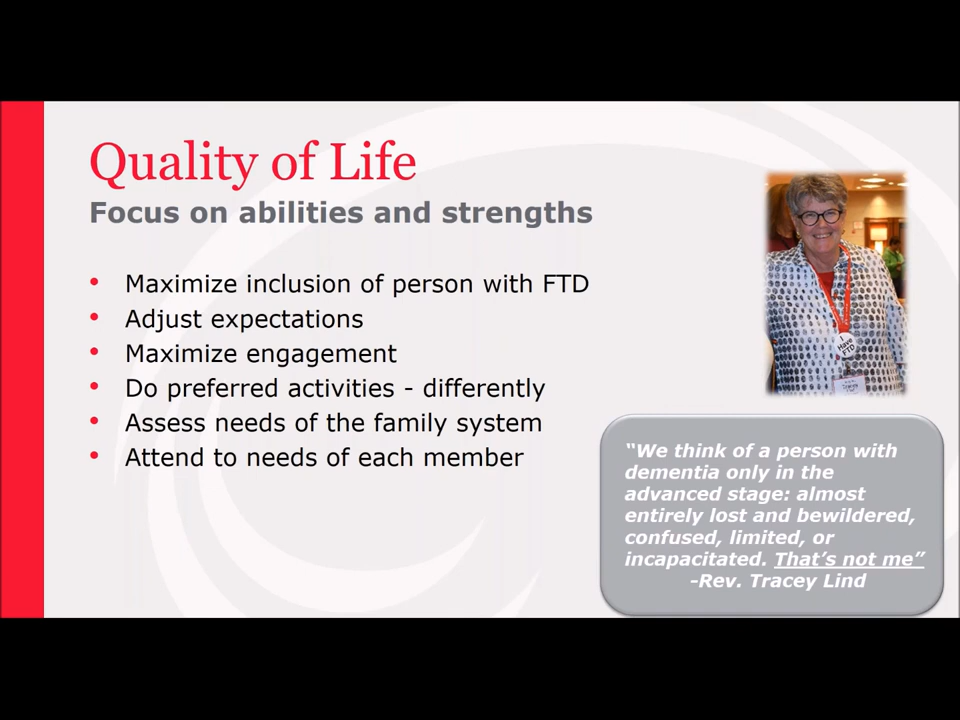 Quality of Life
Focus on abilities and strengths
• Maximize inclusion of person with FTD
• Adjust expectations
• Maximize engagement
• Do preferred activities - differently
• Assess needs of the family system
• Attend to needs of each member
I
Have
FTD
Tracey
“We think of a person with
dementia only in the
advanced stage: almost
entirely lost and bewildered,
confused, limited, or
incapacitated. That’s not me”
-Rev. Tracey Lind